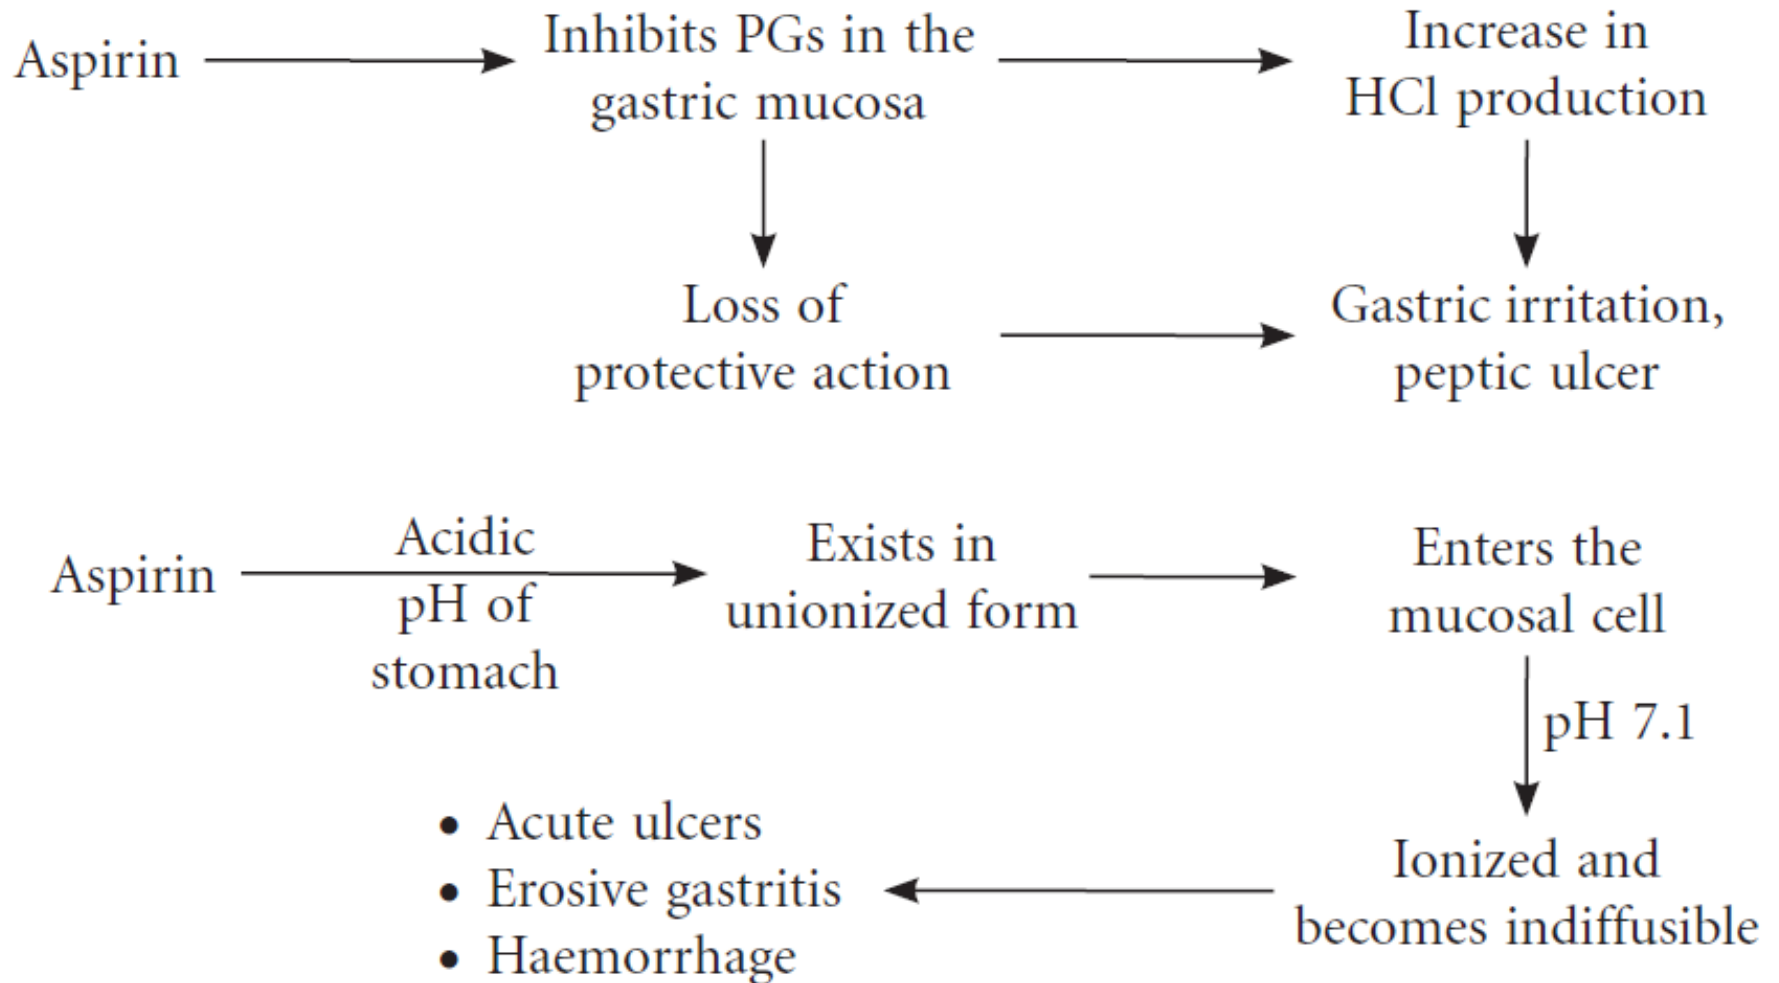 Aspirin
Inhibits PGs in the
gastric mucosa
Increase in
HCl production
Loss of
protective action
Gastric irritation,
peptic ulcer
Aspirin
Acidic
pH of
stomach
Exists in
unionized form
Enters the
mucosal cell
pH 7.1
Ionized and
becomes indiffusible
• Acute ulcers
• Erosive gastritis
• Haemorrhage